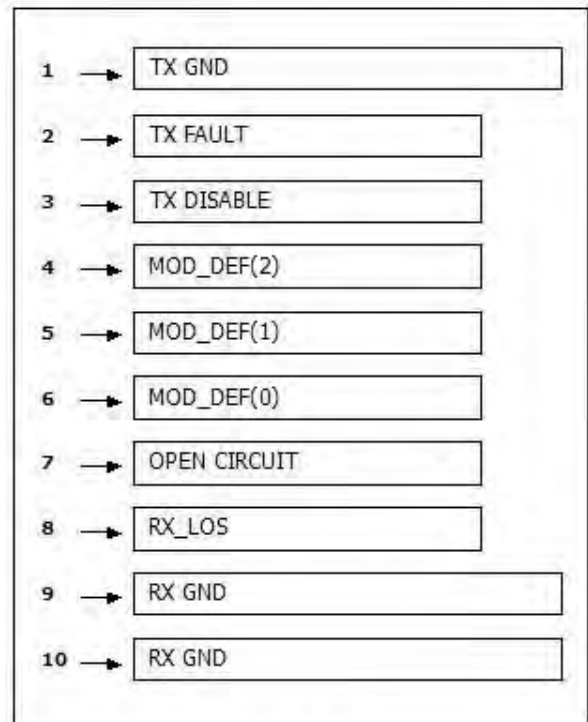 1 TX GND
2 TX FAULT
3 TX DISABLE
4 MOD_DEF(2)
5 MOD_DEF(1)
6 MOD_DEF(0)
7 OPEN CIRCUIT
8 RX_LOS
9 RX GND
10 RX GND